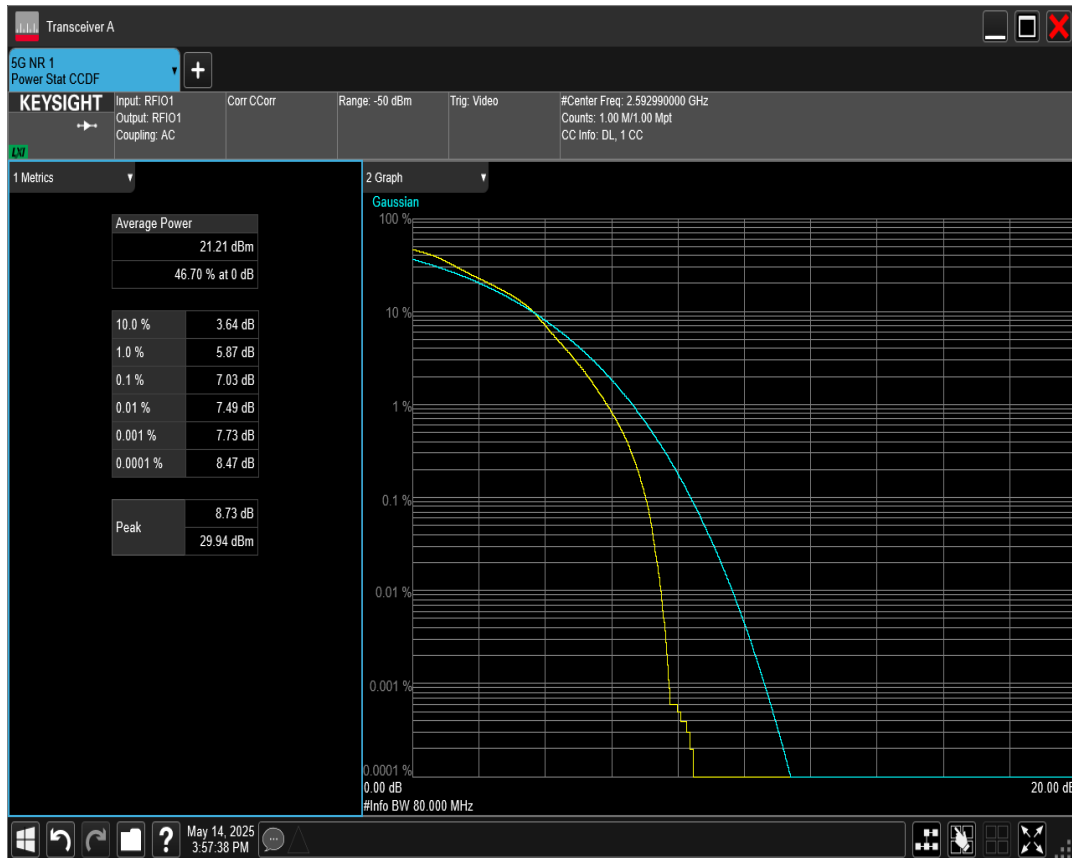 Transceiver A
5G NR 1
Power Stat CCDF
+
KEYSIGHT
LXI
Input: RFIO1
Output: RFIO1
Coupling: AC
Corr CCorr
Range: -50 dBm
Trig: Video
#Center Freq: 2.592990000 GHz
Counts: 1.00 M/1.00 Mpt
CC Info: DL, 1 CC
1 Metrics
Average Power
21.21 dBm
46.70 % at 0 dB
10.0 % 3.64 dB
1.0 % 5.87 dB
0.1 % 7.03 dB
0.01 % 7.49 dB
0.001 % 7.73 dB
0.0001 % 8.47 dB
Peak 8.73 dB
29.94 dBm
2 Graph
Gaussian
100 %
10 %
1 %
0.1 %
0.01 %
0.001 %
0.0001 %
0.00 dB 20.00 dB
#Info BW 80.000 MHz
?
May 14, 2025
3:57:38 PM